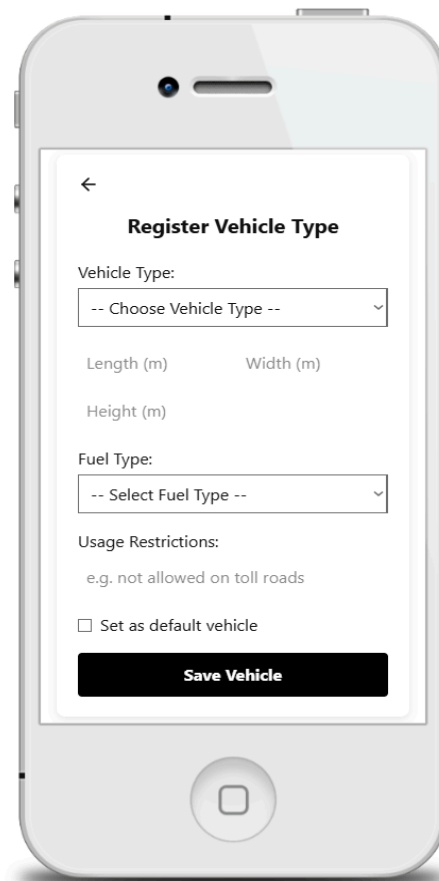 Register Vehicle Type
Vehicle Type:
-- Choose Vehicle Type --
Length (m) Width (m)
Height (m)
Fuel Type:
-- Select Fuel Type --
Usage Restrictions:
e.g. not allowed on toll roads
Set as default vehicle
Save Vehicle